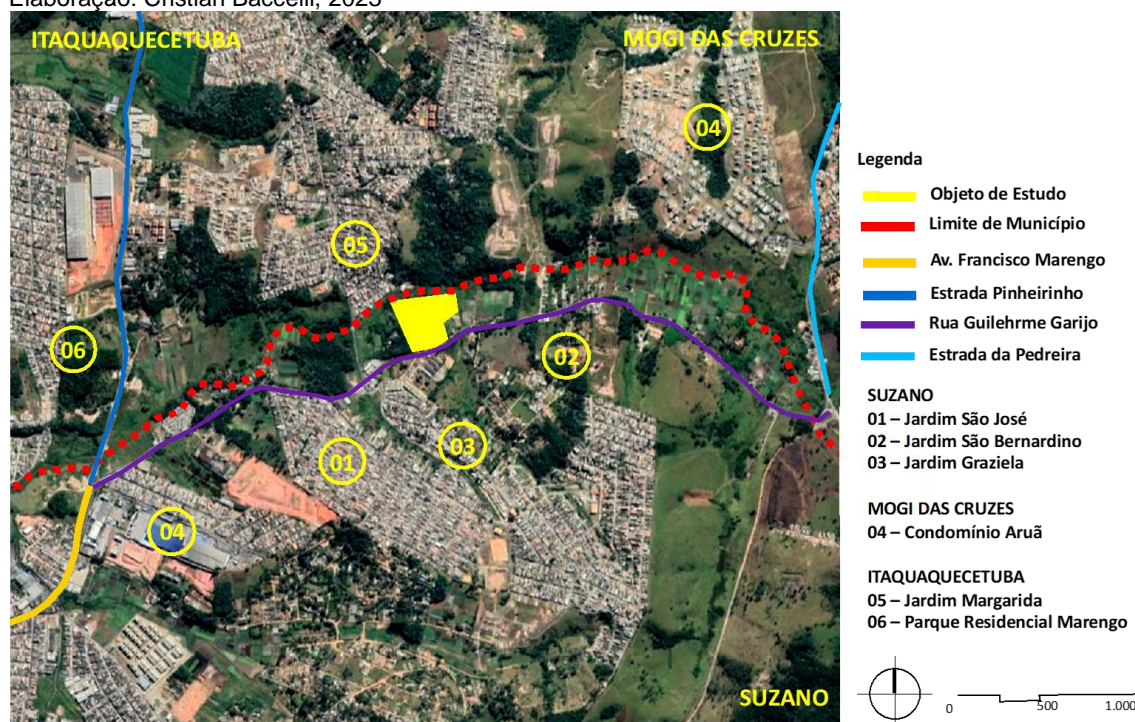 Elaboração: Cristian Baccelli, 2023
ITAQUAQUECETUBA
MOGI DAS CRUZES
04
05
06
02
03
01
04
SUZANO
Legenda
Objeto de Estudo
Limite de Município
Av. Francisco Marengo
Estrada Pinheirinho
Rua Guilehrme Garijo
Estrada da Pedreira
SUZANO
01 – Jardim São José
02 – Jardim São Bernardino
03 – Jardim Graziela
MOGI DAS CRUZES
04 – Condomínio Aruã
ITAQUAQUECETUBA
05 – Jardim Margarida
06 – Parque Residencial Marengo
0 500 1.000